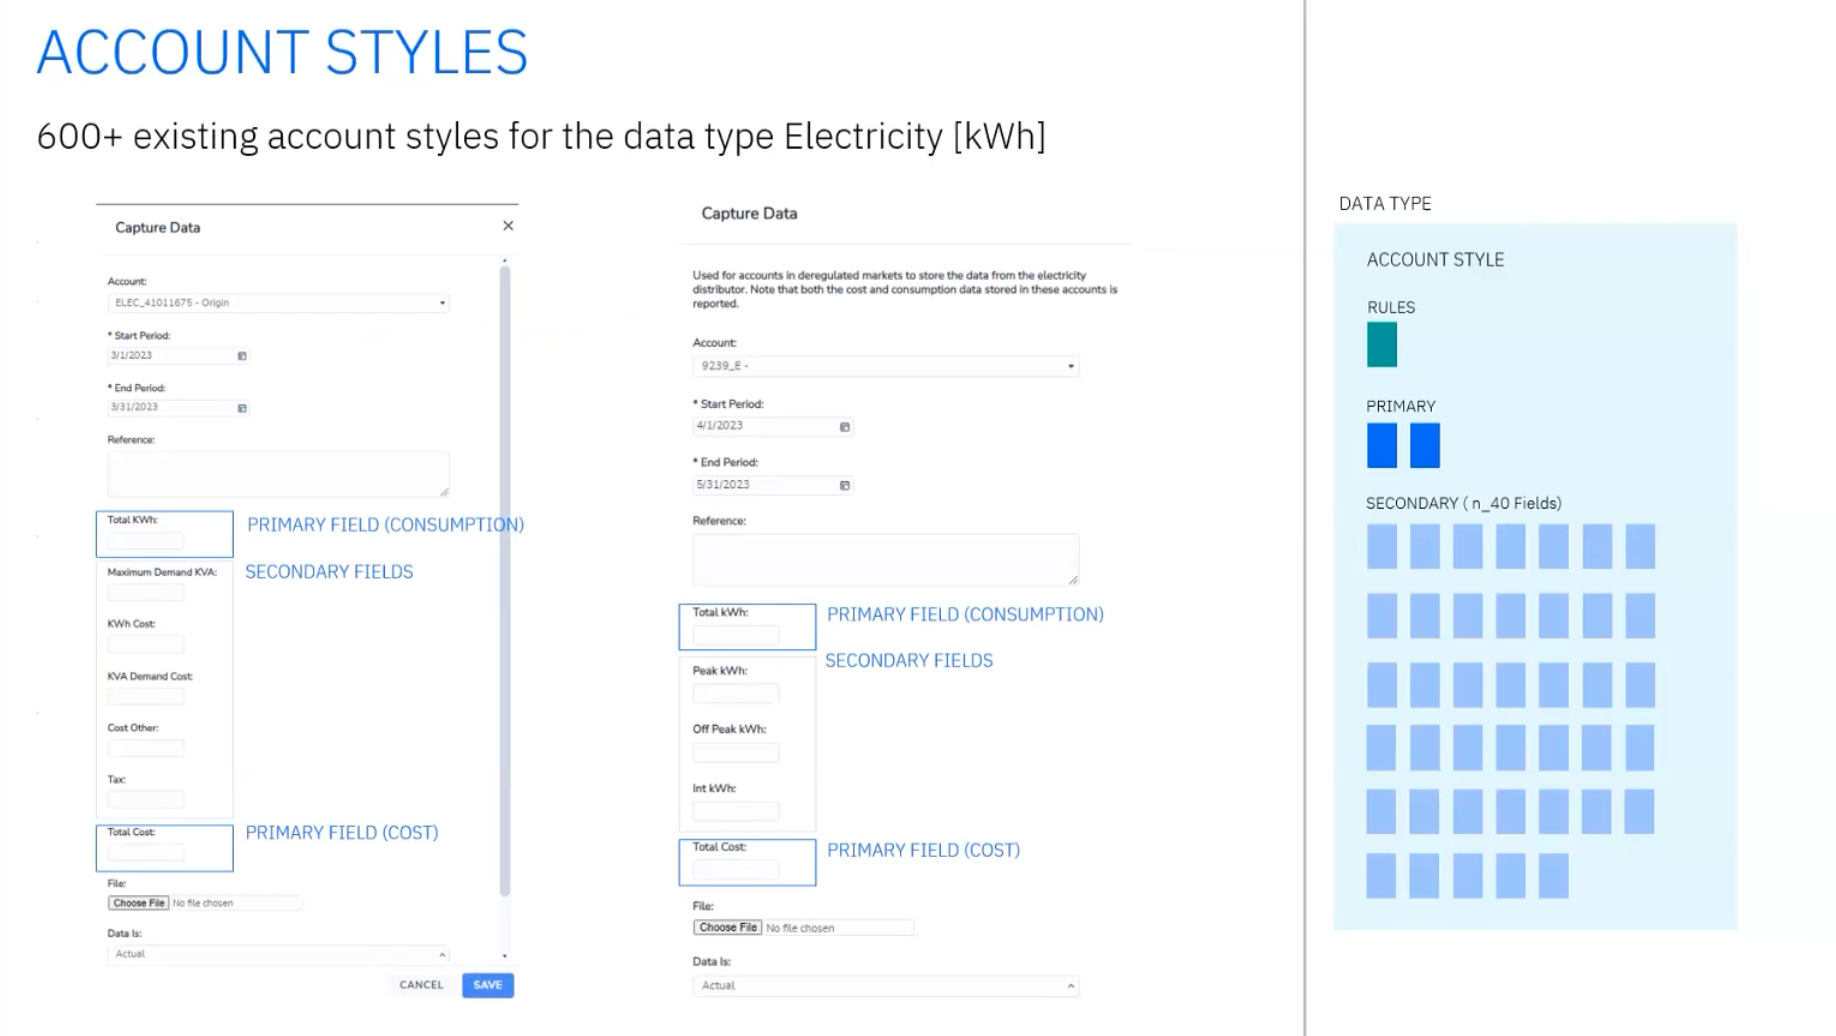 ACCOUNT STYLES
600+ existing account styles for the data type Electricity [kWh]
Capture Data
Account:
ELEC_41011675 - Origin
* Start Period:
3/1/2023
* End Period:
3/31/2023
Reference:
Total KWh:
PRIMARY FIELD (CONSUMPTION)
Maximum Demand KVA:
SECONDARY FIELDS
KWh Cost:
KVA Demand Cost:
Cost Other:
Tax:
Total Cost:
PRIMARY FIELD (COST)
File:
Choose File No file chosen
Data Is:
Actual
CANCEL
SAVE
Capture Data
Used for accounts in deregulated markets to store the data from the electricity
distributor. Note that both the cost and consumption data stored in these accounts is
reported.
Account:
9239_E -
* Start Period:
4/1/2023
* End Period:
5/31/2023
Reference:
Total kWh:
PRIMARY FIELD (CONSUMPTION)
SECONDARY FIELDS
Peak kWh:
Off Peak kWh:
Int kWh:
Total Cost:
PRIMARY FIELD (COST)
File:
Choose File No file chosen
Data Is:
Actual
DATA TYPE
ACCOUNT STYLE
RULES
PRIMARY
SECONDARY ( n_40 Fields)